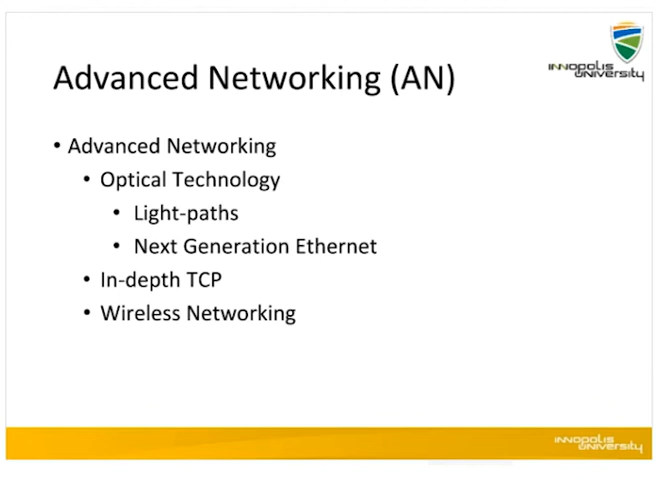 Advanced Networking (AN)
INNOPOLIS
UNIVERSITY
• Advanced Networking
• Optical Technology
• Light-paths
• Next Generation Ethernet
• In-depth TCP
• Wireless Networking
INNOPOLIS
UNIVERSITY